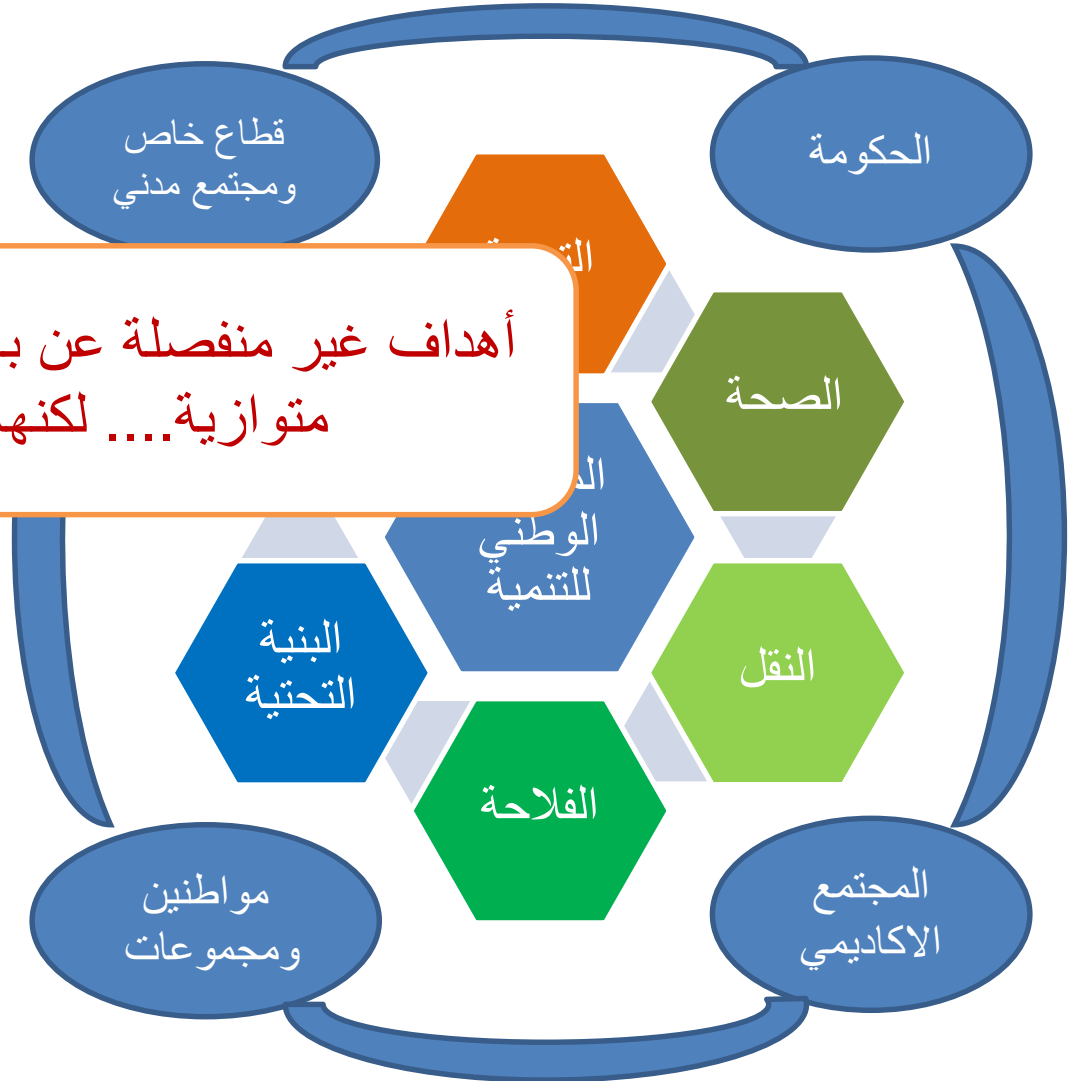 الحكومة
قطاع خاص
ومجتمع مدني
أهداف غير منفصلة عن
متوازية.... لكنها
الصحة
الوطني
للتنمية
البنية
التحتية
النقل
الفلاحة
المجتمع
الاكاديمي
مواطنين
ومجموعات